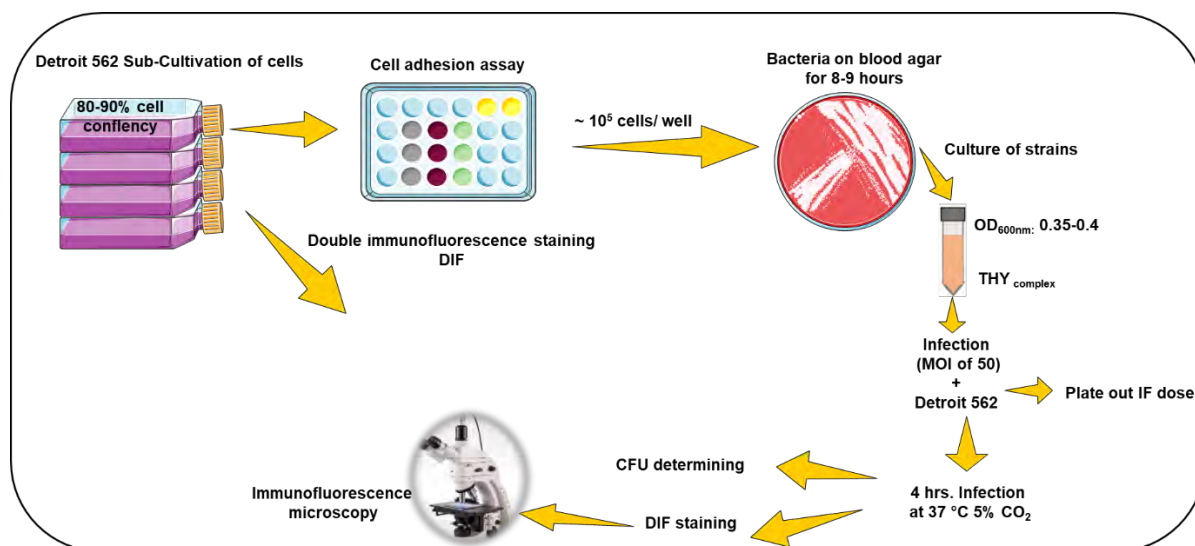 Detroit 562 Sub-Cultivation of cells
80-90% cell
conflency
Cell adhesion assay
~ 10⁵ cells/ well
Bacteria on blood agar
for 8-9 hours
Culture of strains
OD600nm: 0.35-0.4
THY complex
Double immunofluorescence staining
DIF
Infection
(MOI of 50)
+
Detroit 562
Plate out IF dose
4 hrs. Infection
at 37 °C 5% CO₂
CFU determining
DIF staining
Immunofluorescence
microscopy